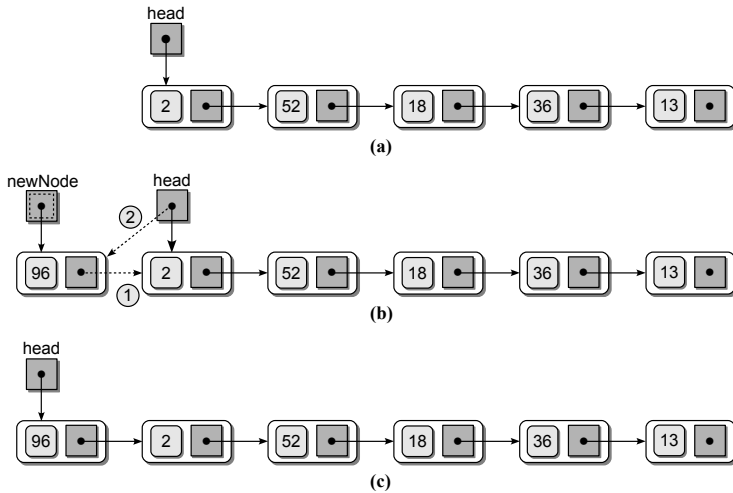 head
2 52 18 36 13
(a)
newNode head
2
96 2 52 18 36 13
1
(b)
head
96 2 52 18 36 13
(c)